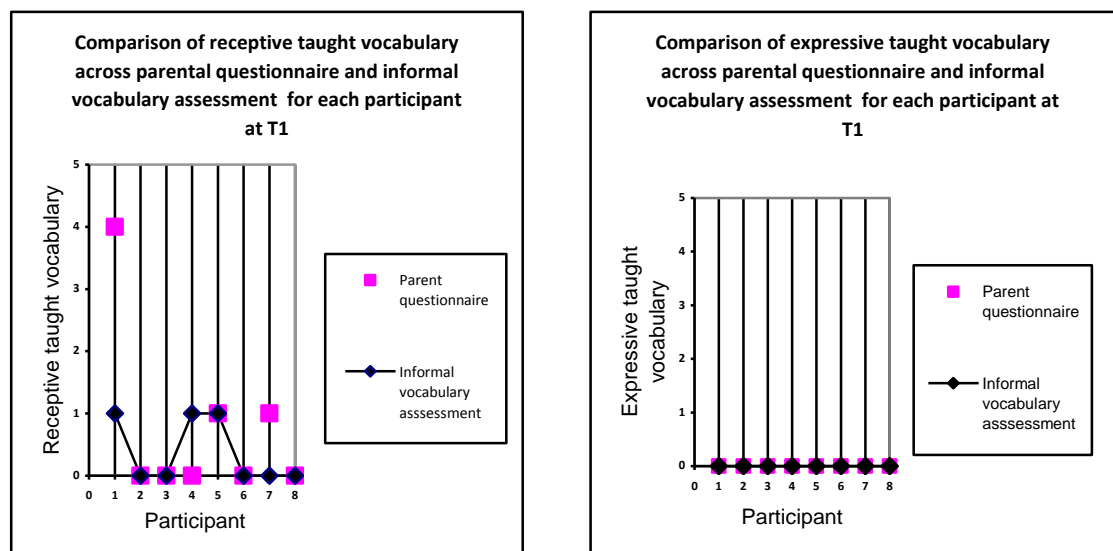 Comparison of receptive taught vocabulary
across parental questionnaire and informal
vocabulary assessment for each participant
at T1
5
4
3
2
1
0
Receptive taught vocabulary
0 1 2 3 4 5 6 7 8
Participant
Parent
questionnaire
Informal
vocabulary
asssessment
Comparison of expressive taught vocabulary
across parental questionnaire and informal
vocabulary assessment for each participant at
T1
5
4
3
2
1
0
Expressive taught
vocabulary
0 1 2 3 4 5 6 7 8
Participant
Parent
questionnaire
Informal
vocabulary
asssessment